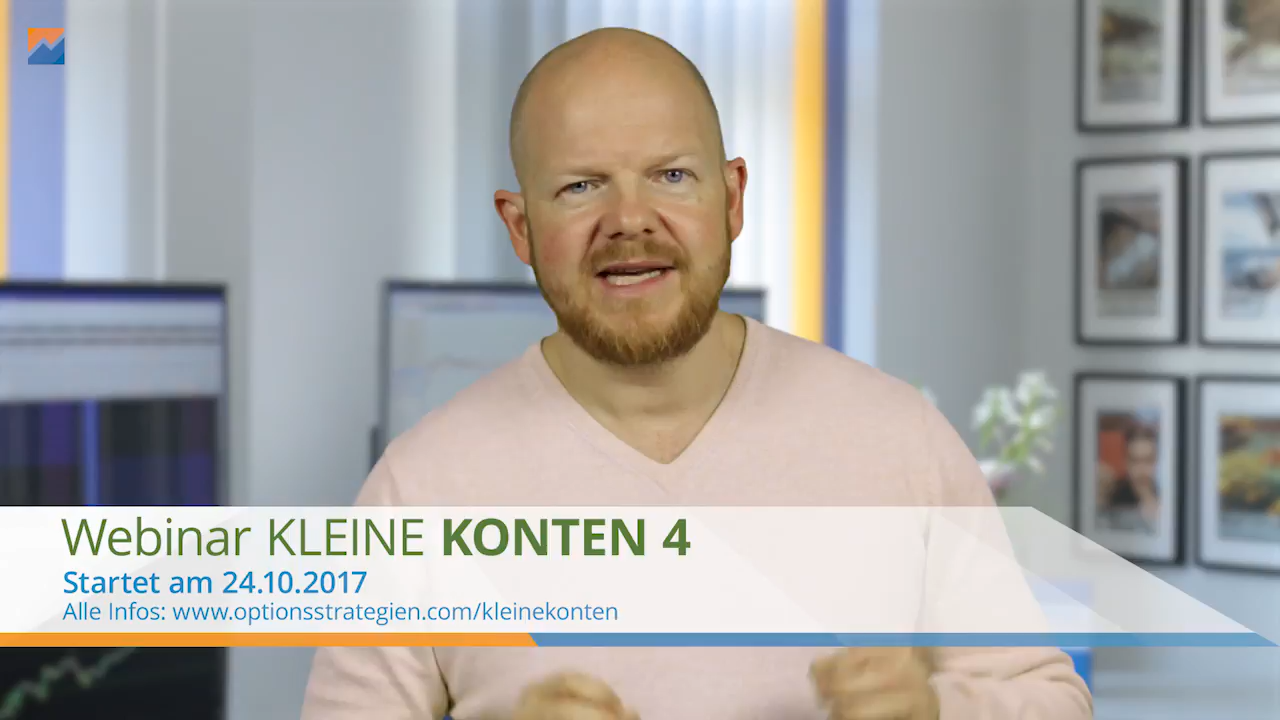 Webinar KLEINE KONTEN 4
Startet am 24.10.2017
Alle Infos: www.optionsstrategien.com/kleinekonten